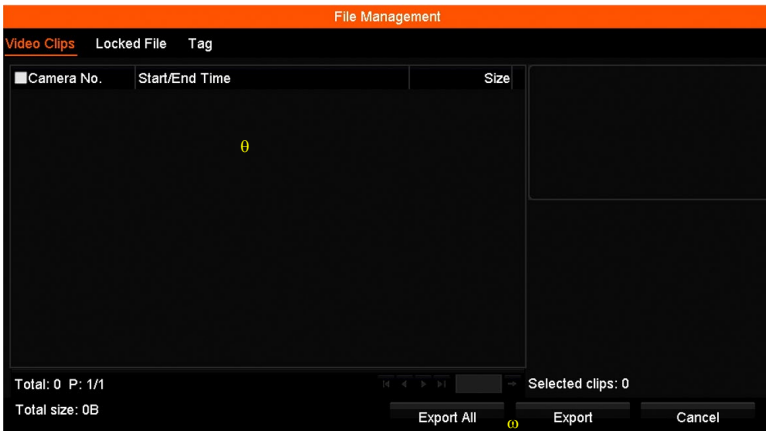 File Management
Video Clips Locked File Tag
Camera No. Start/End Time Size
θ
Total: 0 P: 1/1
Selected clips: 0
Total size: 0B
Export All ω Export Cancel